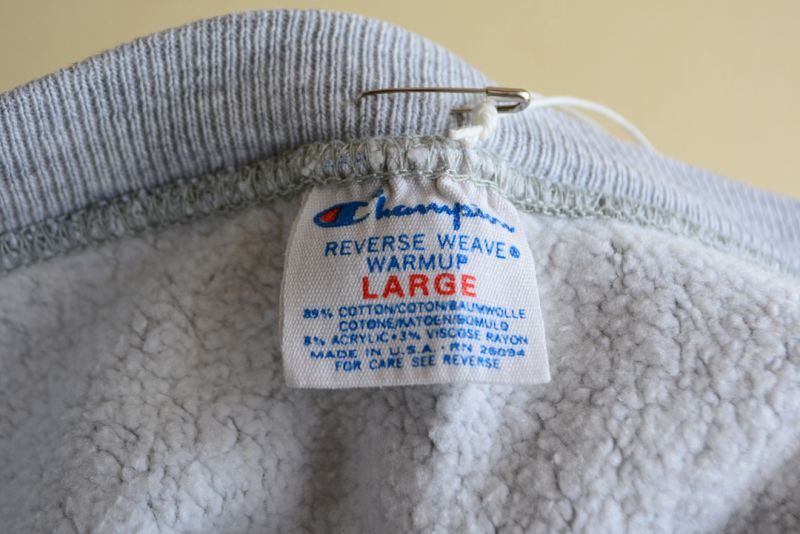 Champion
REVERSE WEAVE®
WARMUP
LARGE
89% COTTON/COTON/BAUMWOLLE
COTONE/KATOEN/BOMULD
8% ACRYLIC • 3% VISCOSE RAYON
MADE IN U.S.A. • RN 26094
FOR CARE SEE REVERSE